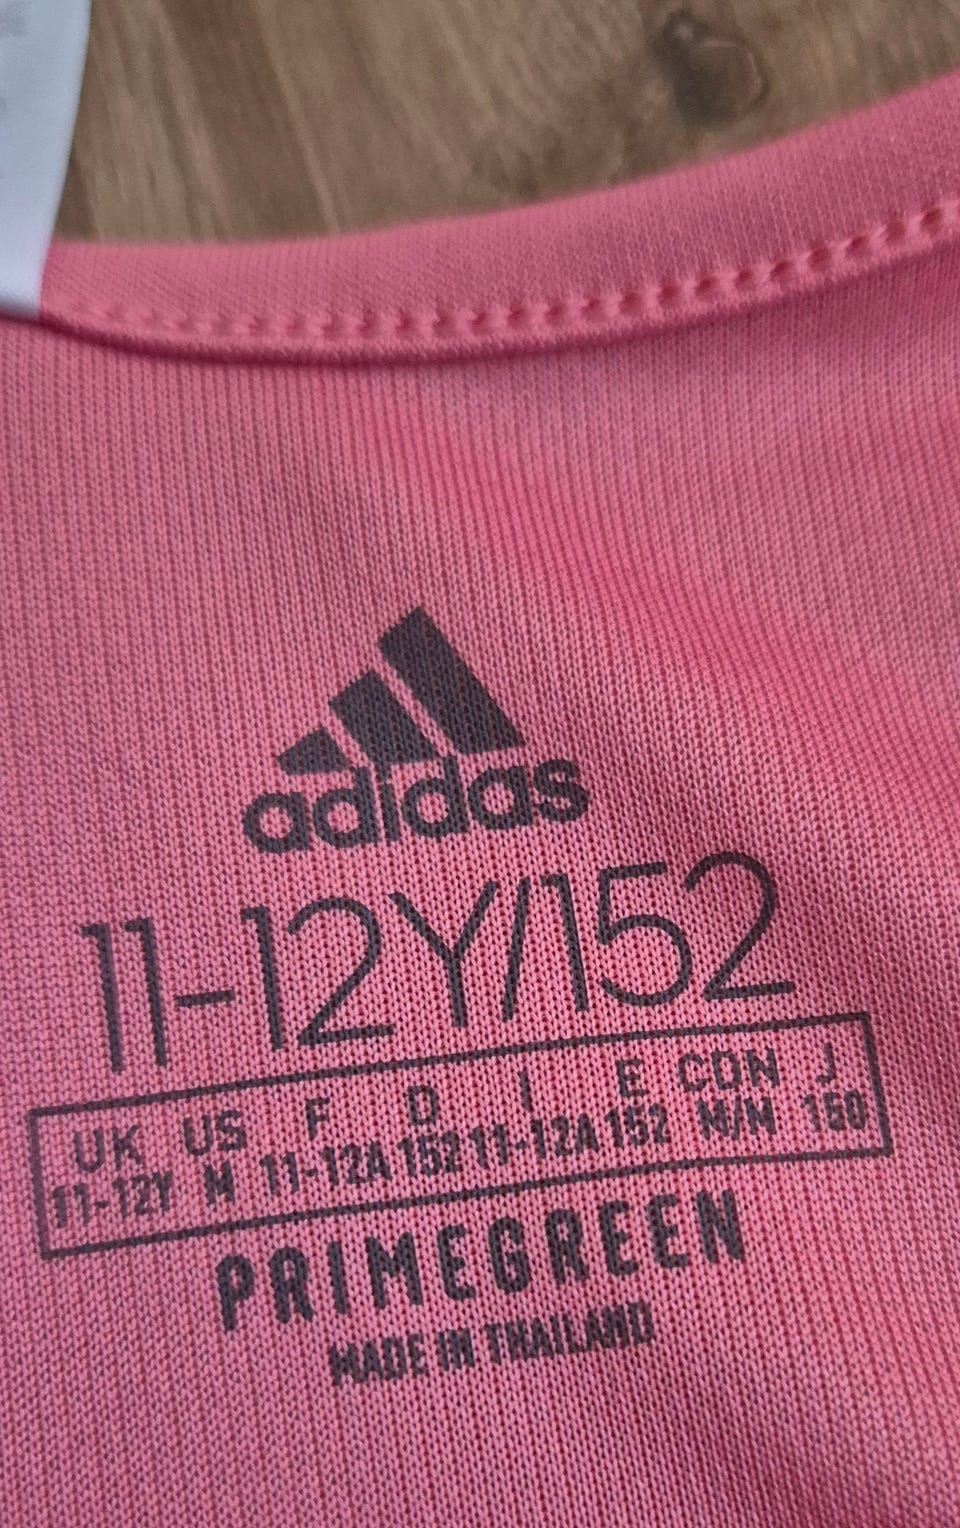 adidas
11-12Y/152
UK US F D I E CDN J
11-12Y M 11-12A 152 11-12A 152 M/M 150
PRIMEGREEN
MADE IN THAILAND